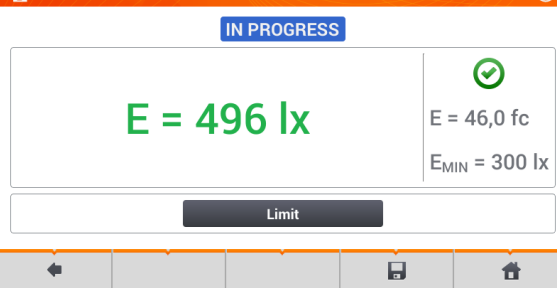 IN PROGRESS
E = 496 lx
E = 46,0 fc
EMIN = 300 lx
Limit